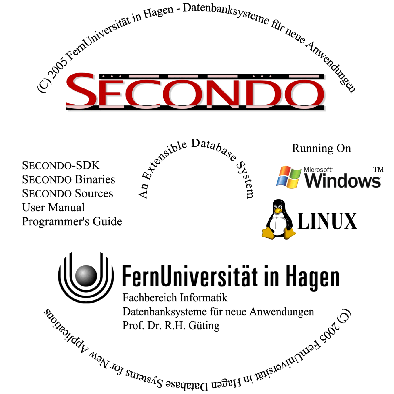 (C) 2005 FernUniversität in Hagen - Datenbanksysteme für neue Anwendungen
SECONDO
An Extensible Database System
SECONDO-SDK
SECONDO Binaries
SECONDO Sources
User Manual
Programmer's Guide
Running On
Microsoft
Windows™
LINUX
FernUniversität in Hagen
Fachbereich Informatik
Datenbanksysteme für neue Anwendungen
Prof. Dr. R.H. Güting
(C) 2005 FernUniversität in Hagen Database Systems for New Applications